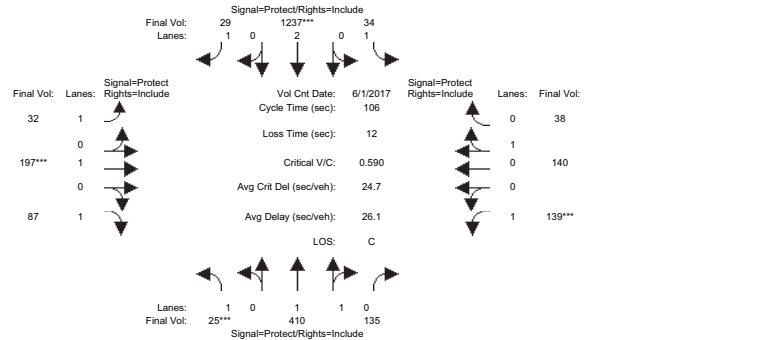 Signal=Protect/Rights=Include
Final Vol: 29 1237*** 34
Lanes: 1 0 2 0 1
Signal=Protect
Final Vol: Lanes: Rights=Include
Vol Cnt Date: 6/1/2017
Signal=Protect
Rights=Include Lanes: Final Vol:
Cycle Time (sec): 106
32 1
0 38
Loss Time (sec): 12
0
1
197*** 1
Critical V/C: 0.590
0 140
0
Avg Crit Del (sec/veh): 24.7
0
87 1
Avg Delay (sec/veh): 26.1
1 139***
LOS: C
Lanes: 1 0 1 1 0
Final Vol: 25*** 410 135
Signal=Protect/Rights=Include